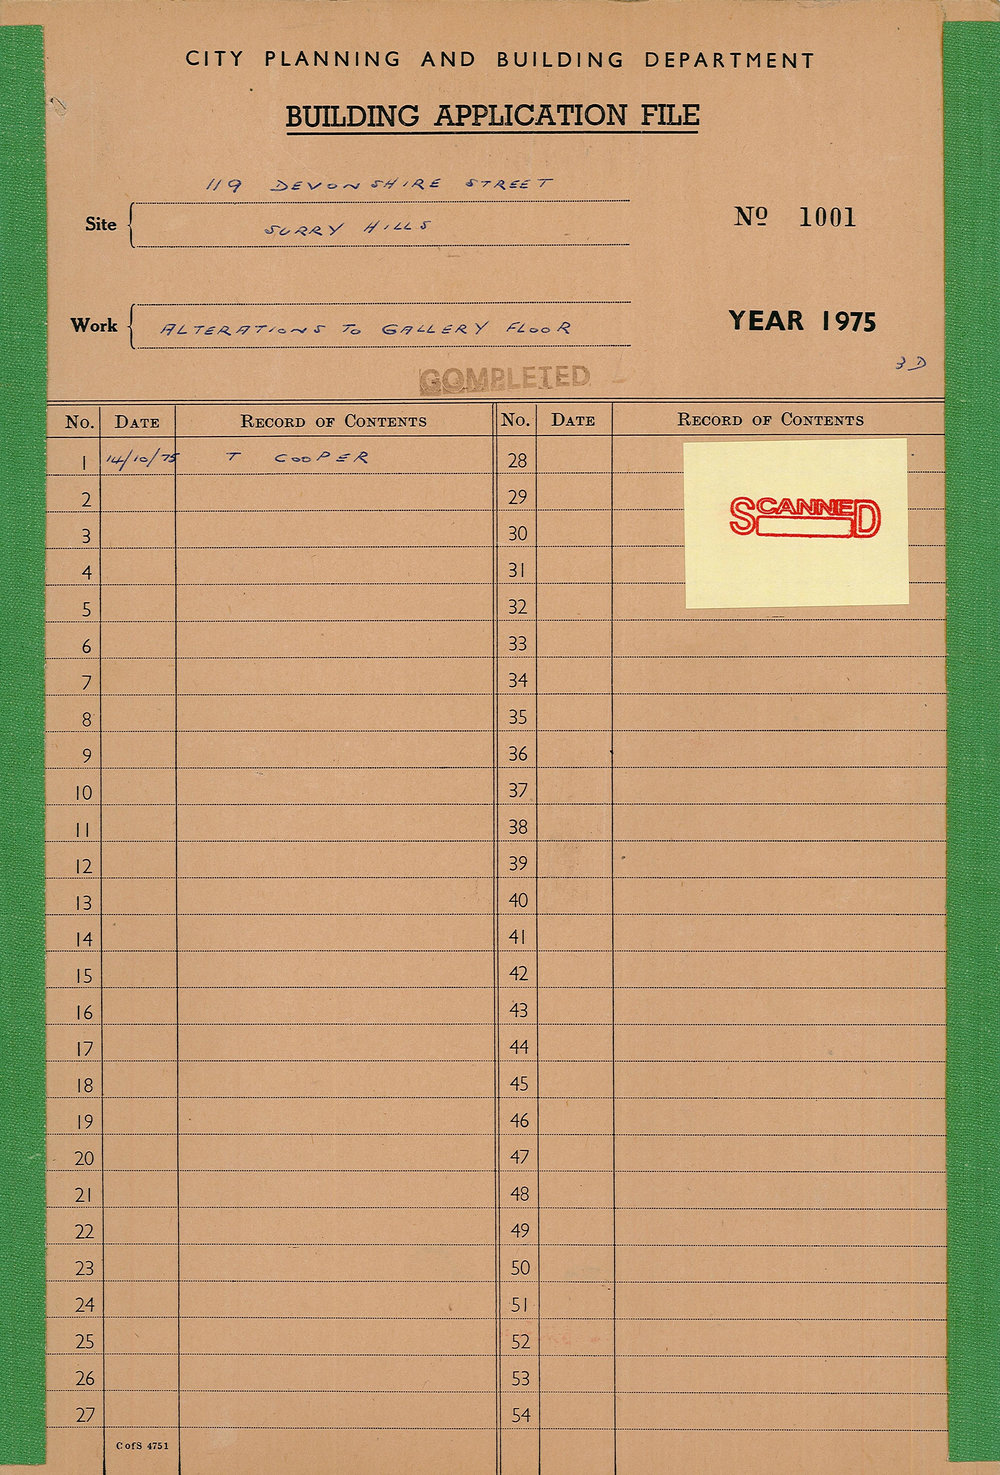 CITY PLANNING AND BUILDING DEPARTMENT
BUILDING APPLICATION FILE
119 DEVONSHIRE STREET
Site
SURRY HILLS
Nº 1001
Work
ALTERATIONS TO GALLERY FLOOR
YEAR 1975
3 D
COMPLETED
No. DATE RECORD OF CONTENTS No. DATE RECORD OF CONTENTS
1 14/10/75 T COOPER 28
2 29
SCANNED
3 30
4 31
5 32
6 33
7 34
8 35
9 36
10 37
11 38
12 39
13 40
14 41
15 42
16 43
17 44
18 45
19 46
20 47
21 48
22 49
23 50
24 51
25 52
26 53
27 54
C of S 4751